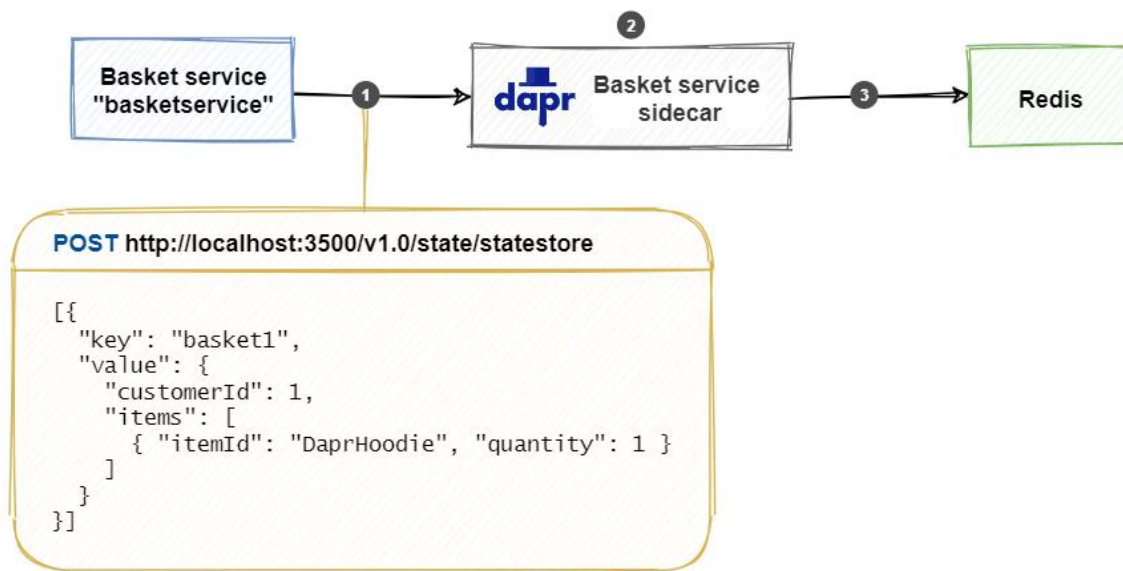 2
Basket service
"basketservice"
1
dapr
Basket service
sidecar
3
Redis
POST http://localhost:3500/v1.0/state/statestore
[{
  "key": "basket1",
  "value": {
    "customerId": 1,
    "items": [
      { "itemId": "DaprHoodie", "quantity": 1 }
    ]
  }
}]